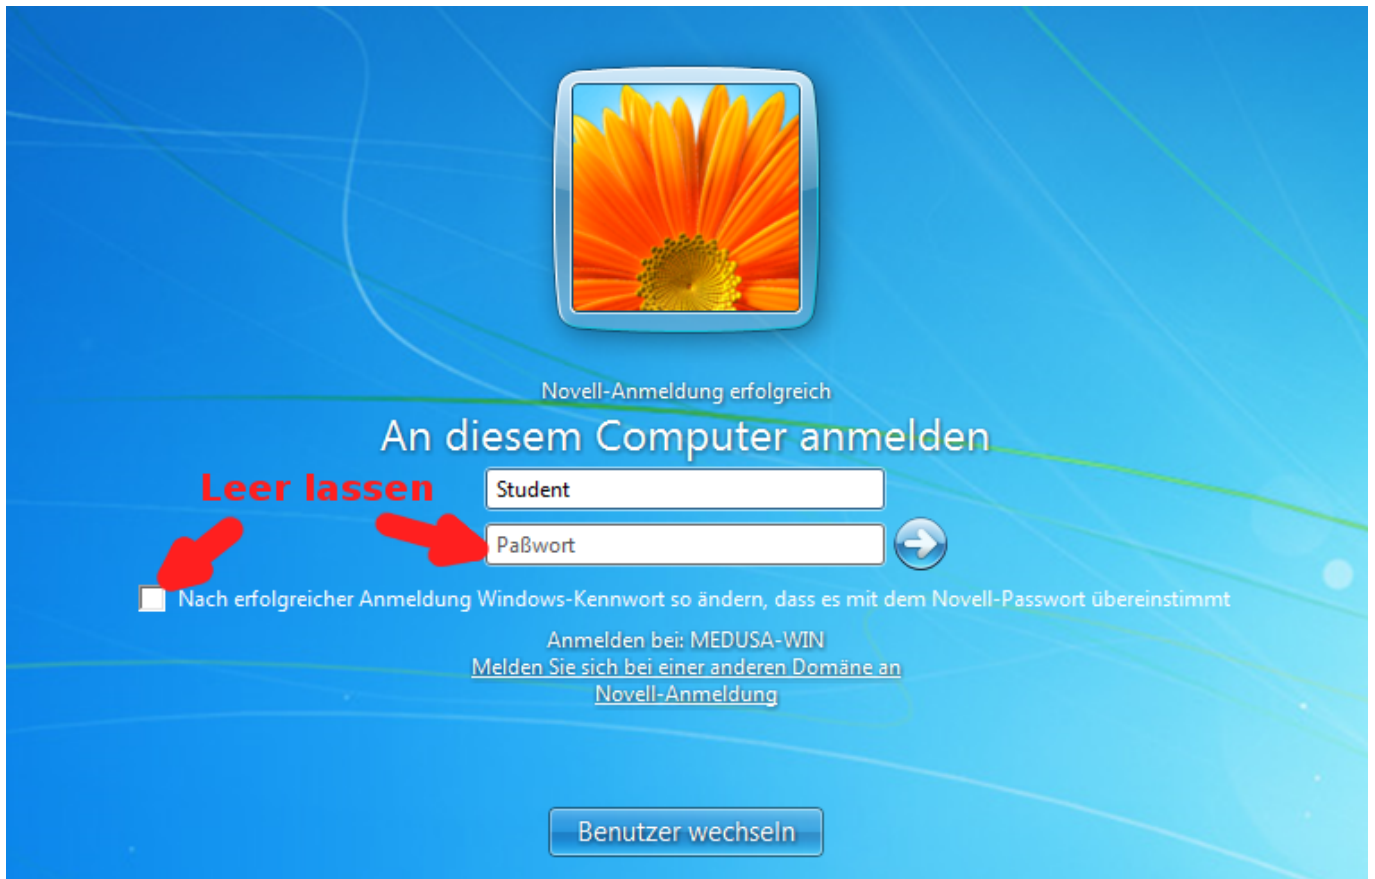 Novell-Anmeldung erfolgreich
An diesem Computer anmelden
Leer lassen
Student
Paßwort
Nach erfolgreicher Anmeldung Windows-Kennwort so ändern, dass es mit dem Novell-Passwort übereinstimmt
Anmelden bei: MEDUSA-WIN
Melden Sie sich bei einer anderen Domäne an
Novell-Anmeldung
Benutzer wechseln